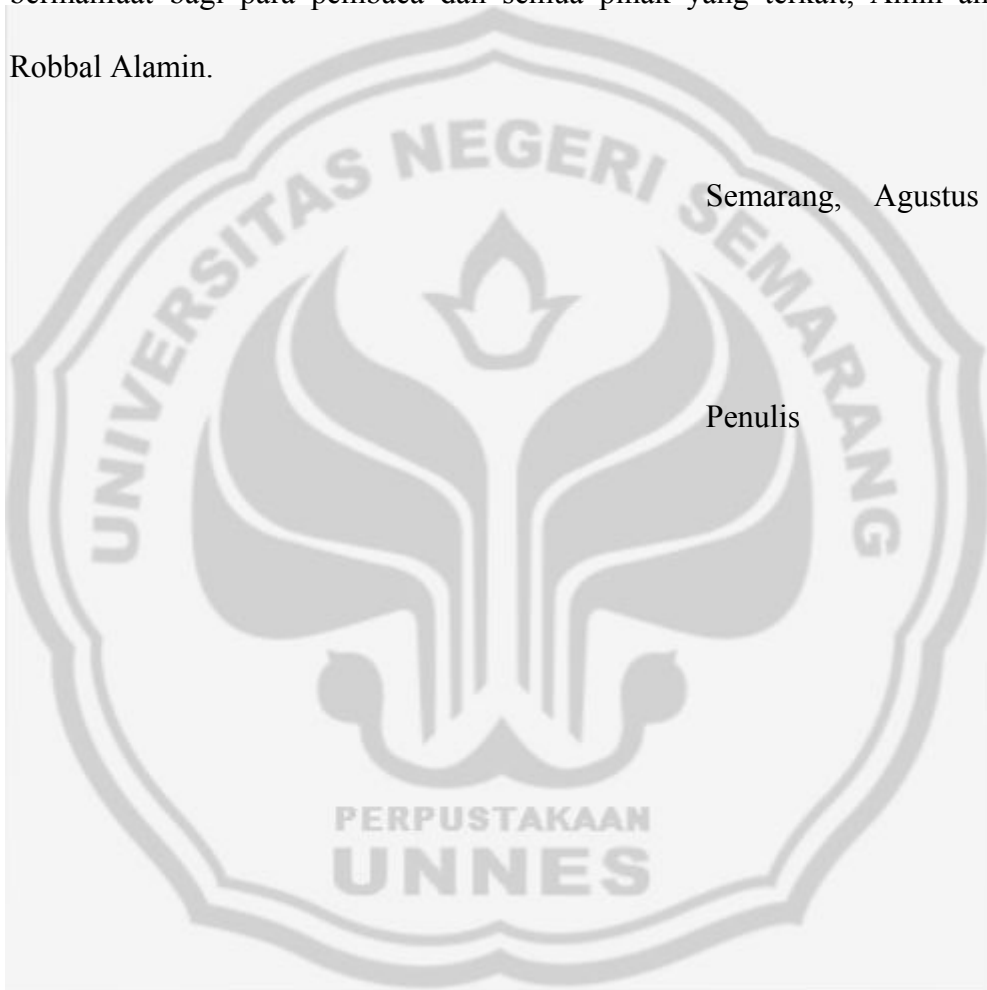 bermanfaat bagi para pembaca dan semua pihak yang terkait, Amin
Robbal Alamin.
UNIVERSITAS NEGERI SEMARANG
Semarang, Agustus
Penulis
PERPUSTAKAAN
UNNES